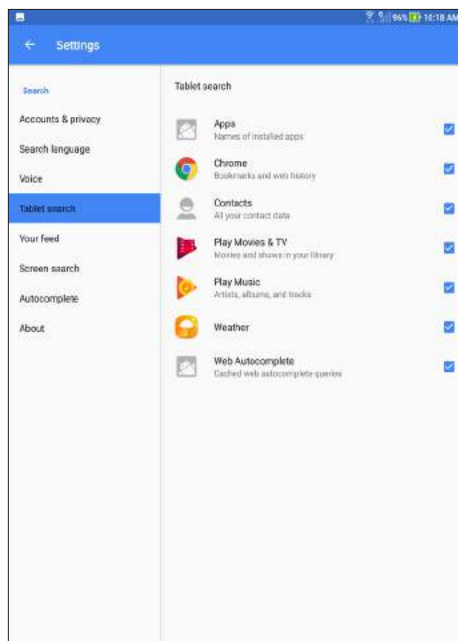 96% 10:18 AM
Settings
Search
Accounts & privacy
Search language
Voice
Tablet search
Your feed
Screen search
Autocomplete
About
Tablet search
Apps
Names of installed apps
Chrome
Bookmarks and web history
Contacts
All your contact data
Play Movies & TV
Movies and shows in your library
Play Music
Artists, albums, and tracks
Weather
Web Autocomplete
Cached web autocomplete queries